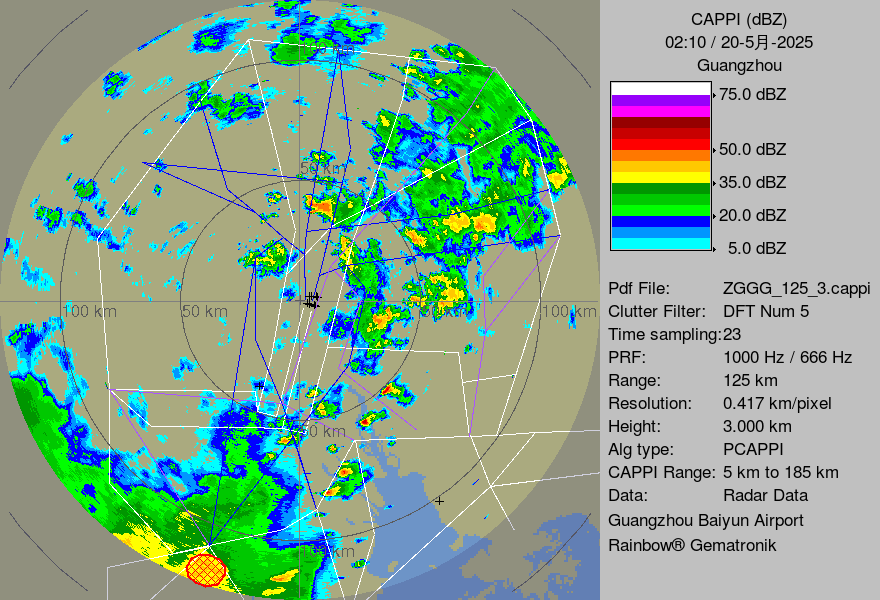 CAPPI (dBZ)
02:10 / 20-5月-2025
Guangzhou
75.0 dBZ
50.0 dBZ
35.0 dBZ
20.0 dBZ
5.0 dBZ
Pdf File: ZGGG_125_3.cappi
Clutter Filter: DFT Num 5
Time sampling:23
PRF: 1000 Hz / 666 Hz
Range: 125 km
Resolution: 0.417 km/pixel
Height: 3.000 km
Alg type: PCAPPI
CAPPI Range: 5 km to 185 km
Data: Radar Data
Guangzhou Baiyun Airport
Rainbow® Gematronik
100 km
50 km
100 km
50 km
50 km
100 km
50 km
100 km